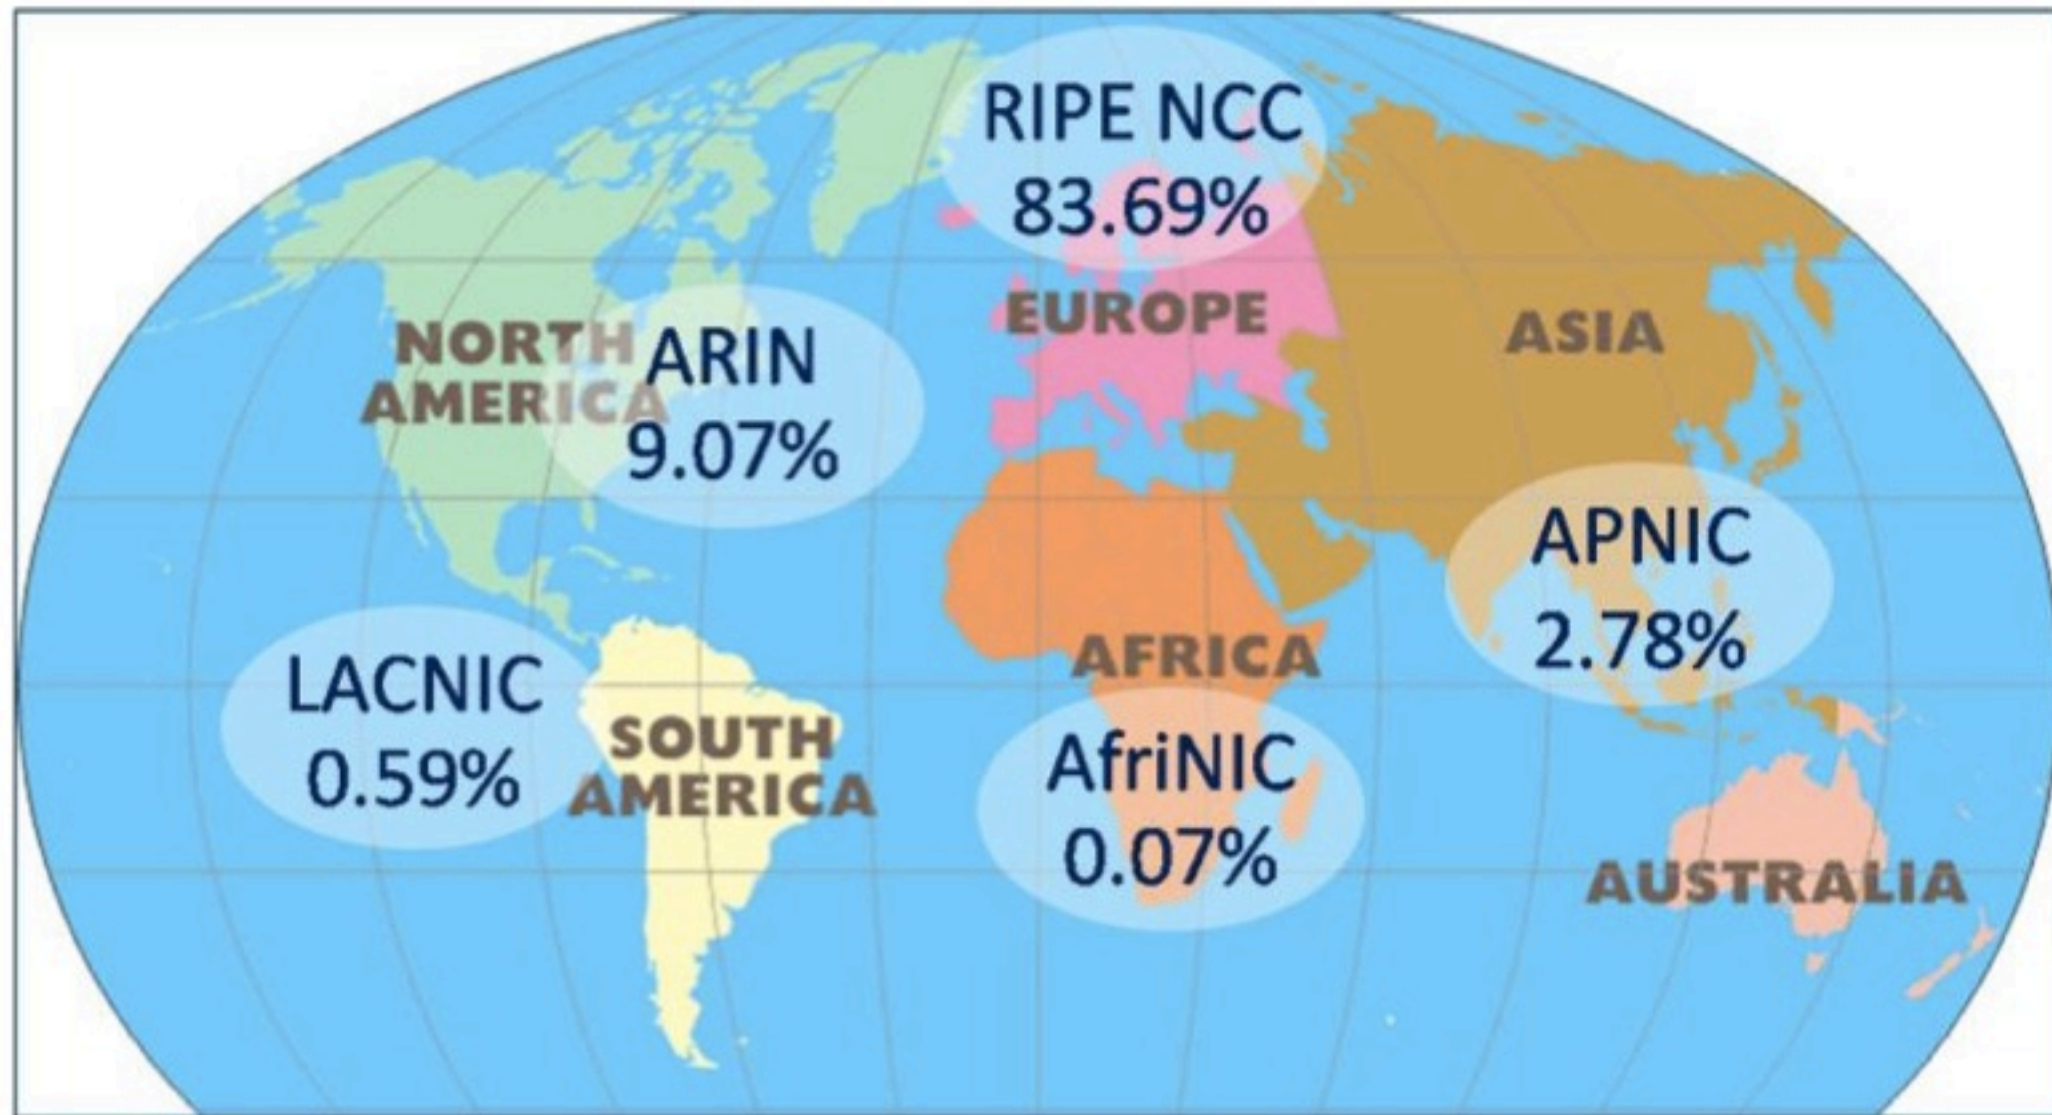 RIPE NCC
83.69%
EUROPE
ASIA
NORTH
AMERICA
ARIN
9.07%
APNIC
2.78%
LACNIC
0.59%
SOUTH
AMERICA
AFRICA
AfriNIC
0.07%
AUSTRALIA